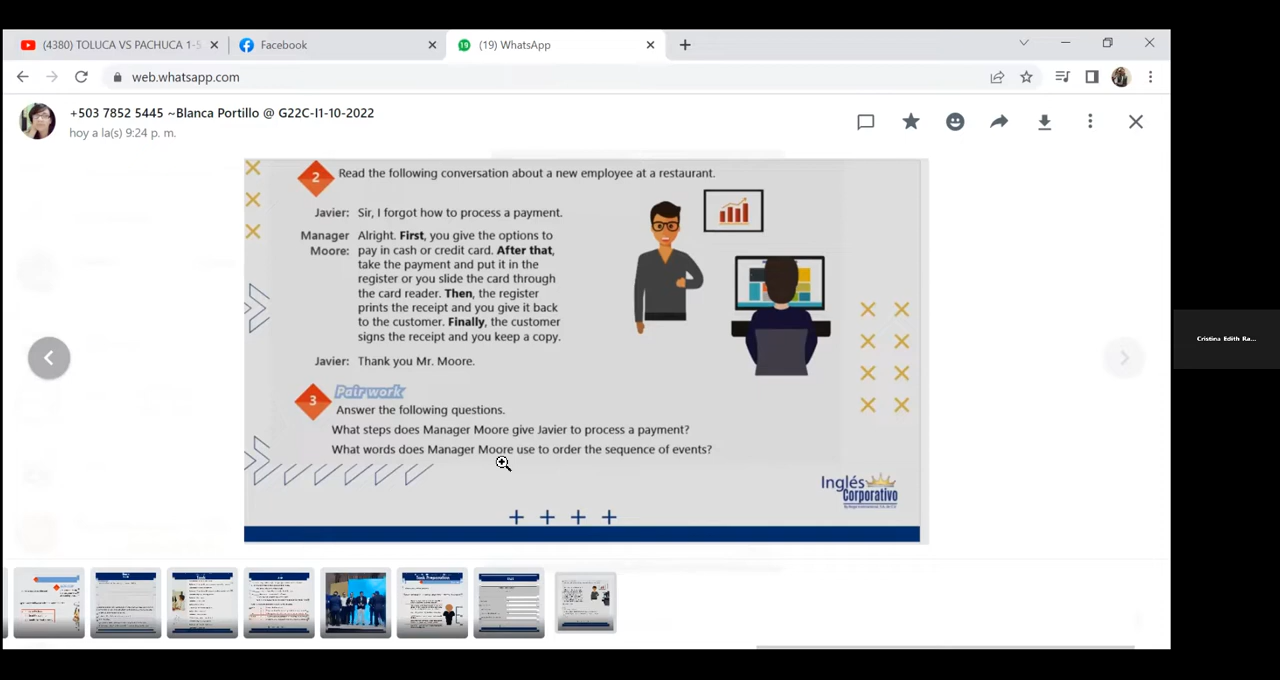 (4380) TOLUCA VS PACHUCA 1-5
Facebook
(19) WhatsApp
web.whatsapp.com
+503 7852 5445 ~Blanca Portillo @ G22C-I1-10-2022
hoy a la(s) 9:24 p. m.
2
Read the following conversation about a new employee at a restaurant.
Javier: Sir, I forgot how to process a payment.
Manager Moore: Alright. First, you give the options to
pay in cash or credit card. After that,
take the payment and put it in the
register or you slide the card through
the card reader. Then, the register
prints the receipt and you give it back
to the customer. Finally, the customer
signs the receipt and you keep a copy.
Javier: Thank you Mr. Moore.
3
Pair work
Answer the following questions.
What steps does Manager Moore give Javier to process a payment?
What words does Manager Moore use to order the sequence of events?
Inglés
Corporativo
Cristina Edith Ra...